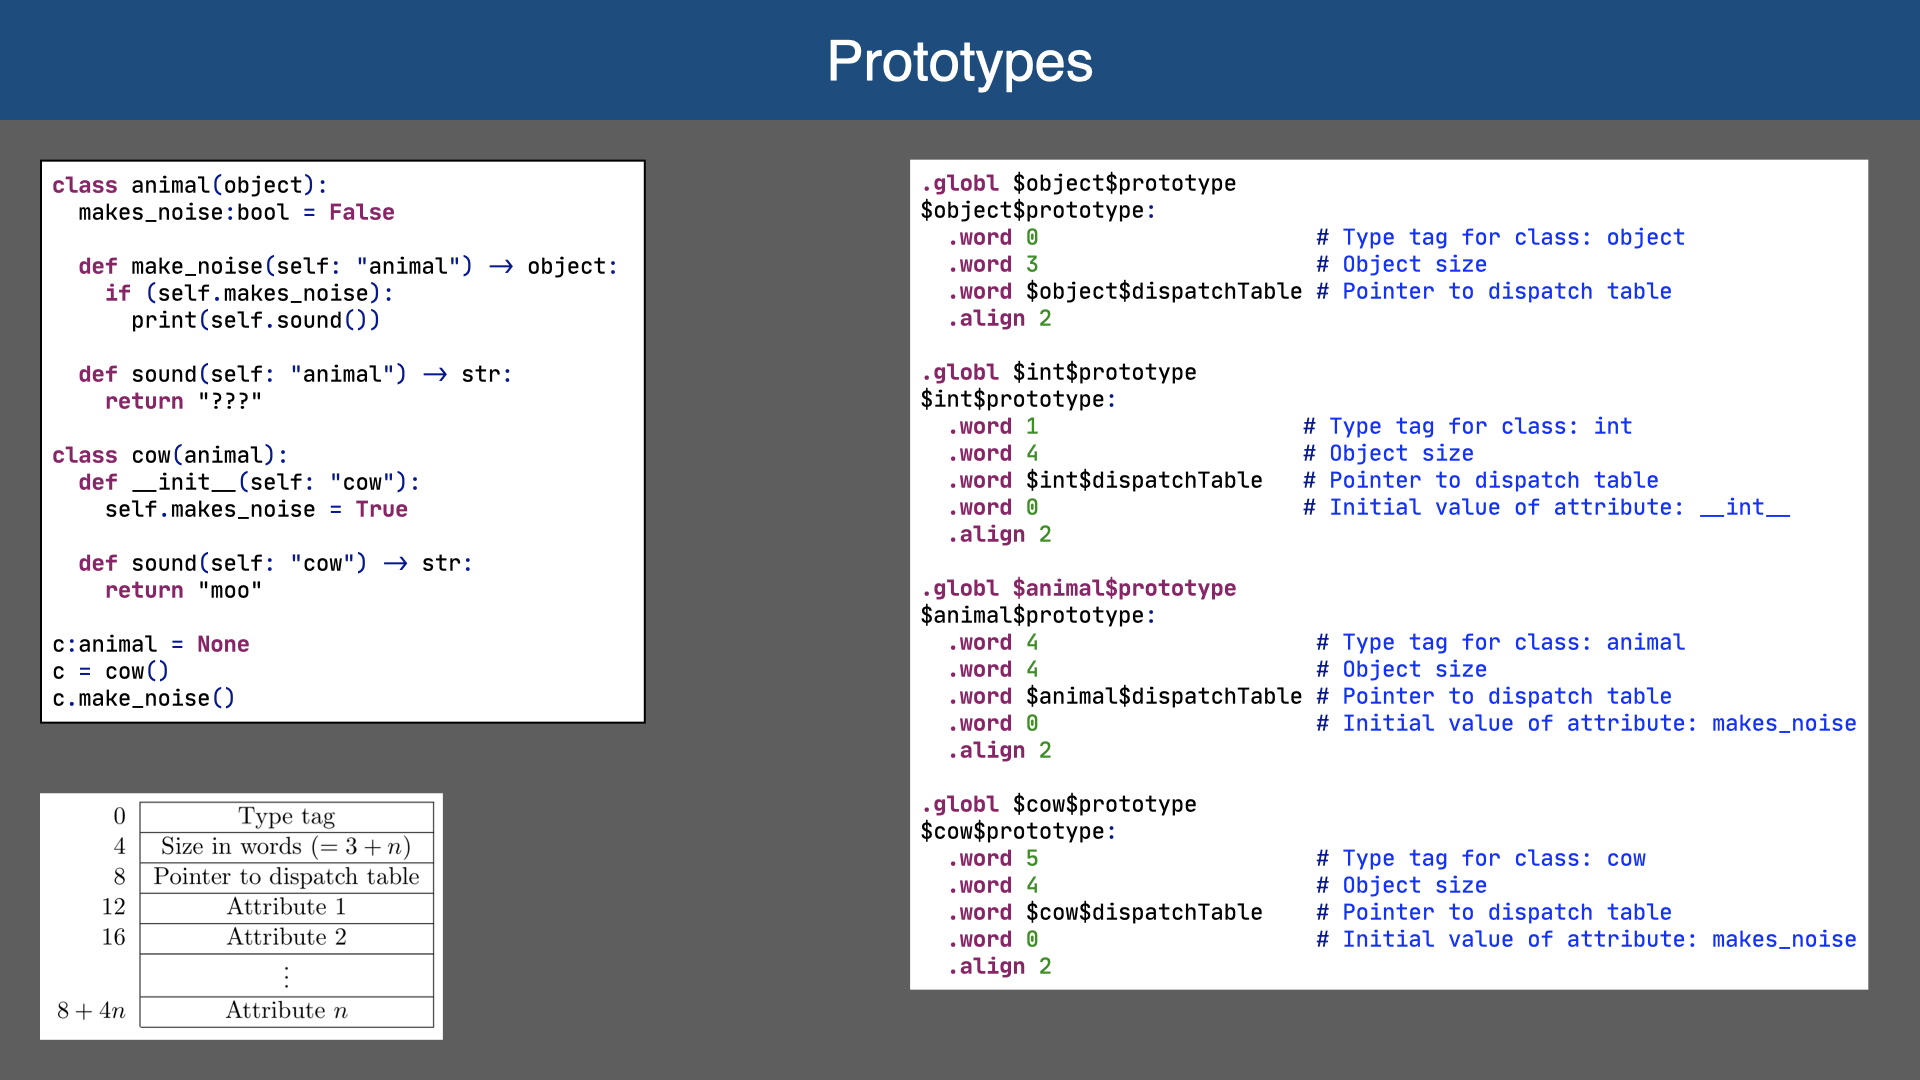 Prototypes
class animal(object):
  makes_noise:bool = False

  def make_noise(self: "animal") → object:
    if (self.makes_noise):
      print(self.sound())

  def sound(self: "animal") → str:
    return "???"

class cow(animal):
  def __init__(self: "cow"):
    self.makes_noise = True

  def sound(self: "cow") → str:
    return "moo"

c:animal = None
c = cow()
c.make_noise()
0 Type tag
4 Size in words (= 3 + n)
8 Pointer to dispatch table
12 Attribute 1
16 Attribute 2
⋮
8 + 4n Attribute n
.globl $object$prototype
$object$prototype:
  .word 0                     # Type tag for class: object
  .word 3                     # Object size
  .word $object$dispatchTable # Pointer to dispatch table
  .align 2

.globl $int$prototype
$int$prototype:
  .word 1                    # Type tag for class: int
  .word 4                    # Object size
  .word $int$dispatchTable   # Pointer to dispatch table
  .word 0                    # Initial value of attribute: __int__
  .align 2

.globl $animal$prototype
$animal$prototype:
  .word 4                     # Type tag for class: animal
  .word 4                     # Object size
  .word $animal$dispatchTable # Pointer to dispatch table
  .word 0                     # Initial value of attribute: makes_noise
  .align 2

.globl $cow$prototype
$cow$prototype:
  .word 5                     # Type tag for class: cow
  .word 4                     # Object size
  .word $cow$dispatchTable    # Pointer to dispatch table
  .word 0                     # Initial value of attribute: makes_noise
  .align 2